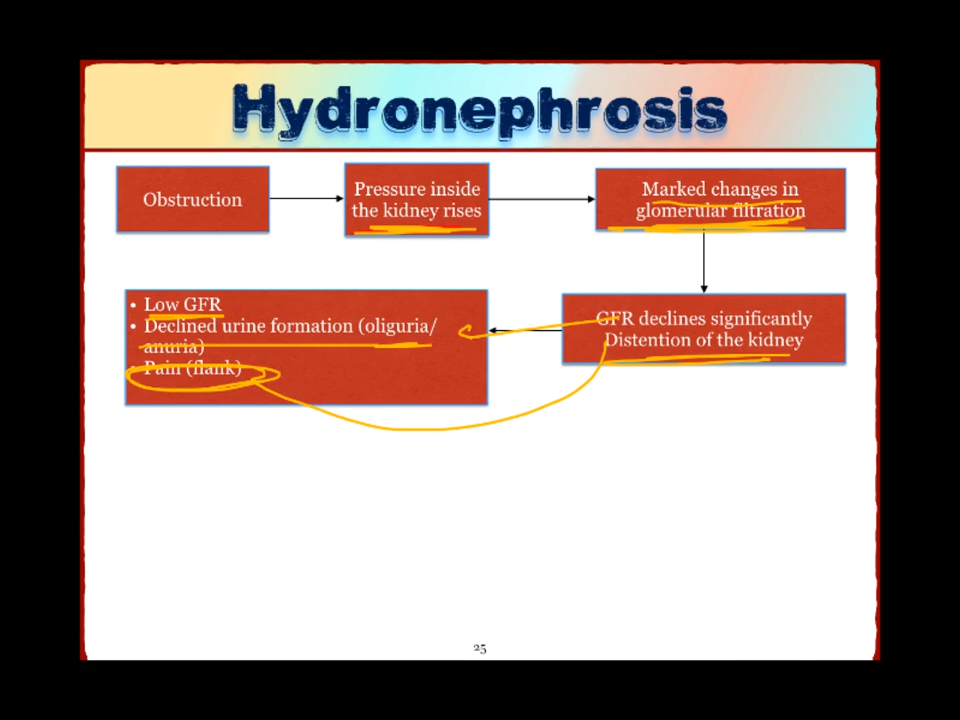 Hydronephrosis
Obstruction
Pressure inside
the kidney rises
Marked changes in
glomerular filtration
GFR declines significantly
Distention of the kidney
• Low GFR
• Declined urine formation (oliguria/
anuria)
• Pain (flank)
25